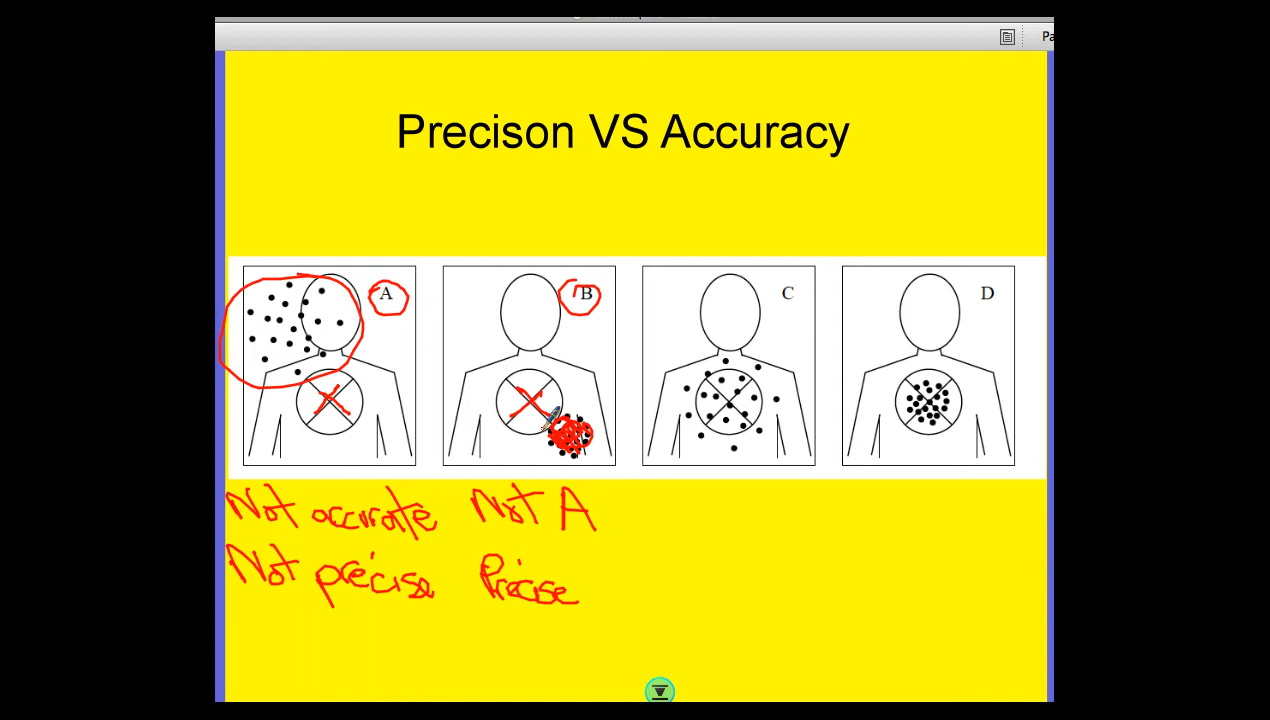 Pa
Precison VS Accuracy
A
B
C
D
Not accurate
Not precise
Not A
Precise